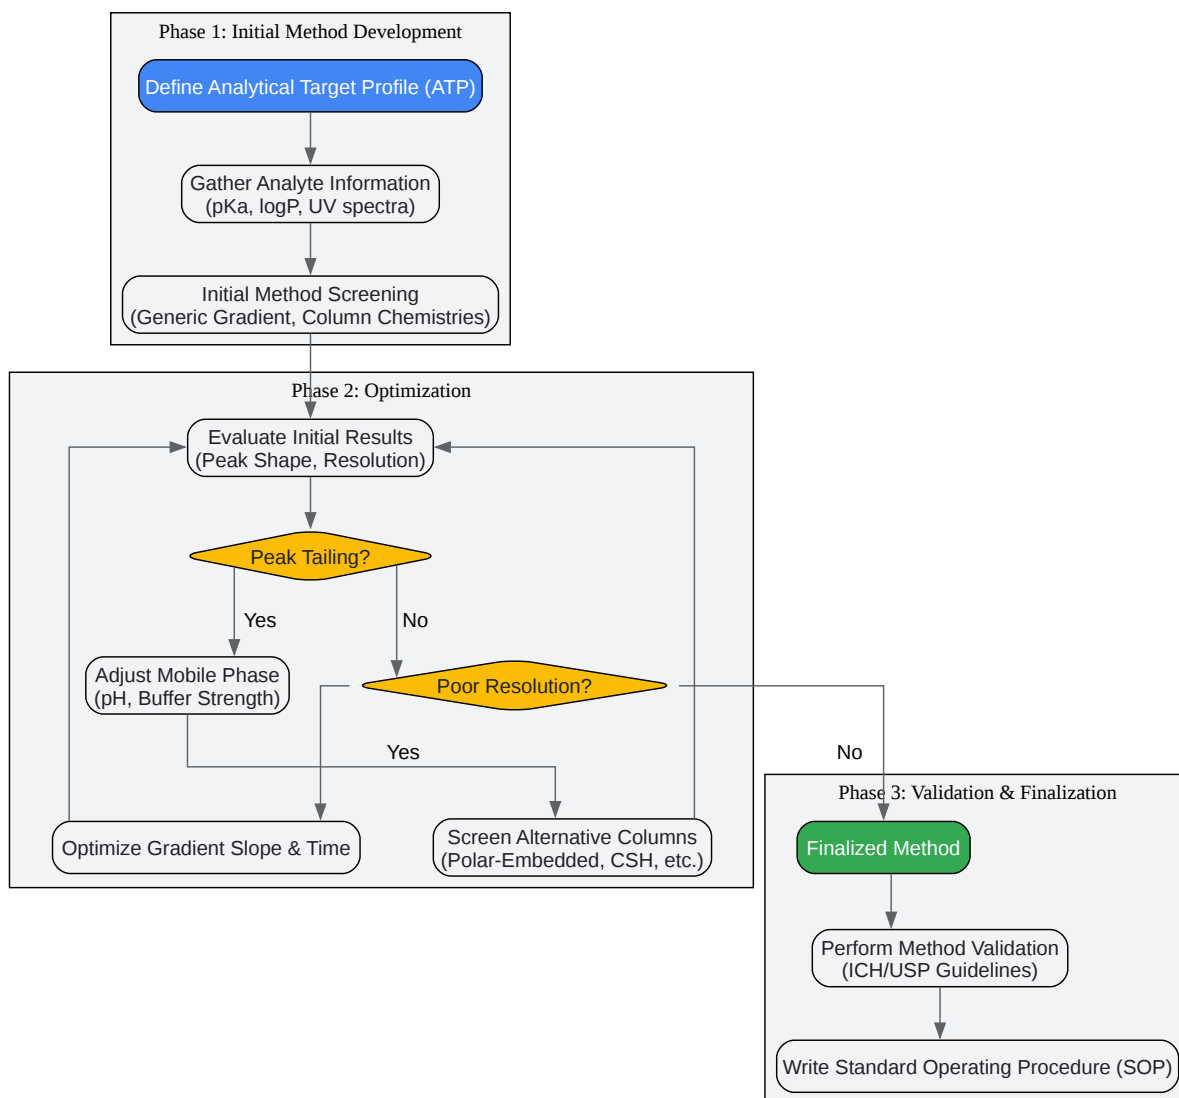 Phase 1: Initial Method Development
Define Analytical Target Profile (ATP)
Gather Analyte Information
(pKa, logP, UV spectra)
Initial Method Screening
(Generic Gradient, Column Chemistries)
Phase 2: Optimization
Evaluate Initial Results
(Peak Shape, Resolution)
Peak Tailing?
Yes
No
Adjust Mobile Phase
(pH, Buffer Strength)
Poor Resolution?
Yes
No
Optimize Gradient Slope & Time
Screen Alternative Columns
(Polar-Embedded, CSH, etc.)
Phase 3: Validation & Finalization
Finalized Method
Perform Method Validation
(ICH/USP Guidelines)
Write Standard Operating Procedure (SOP)